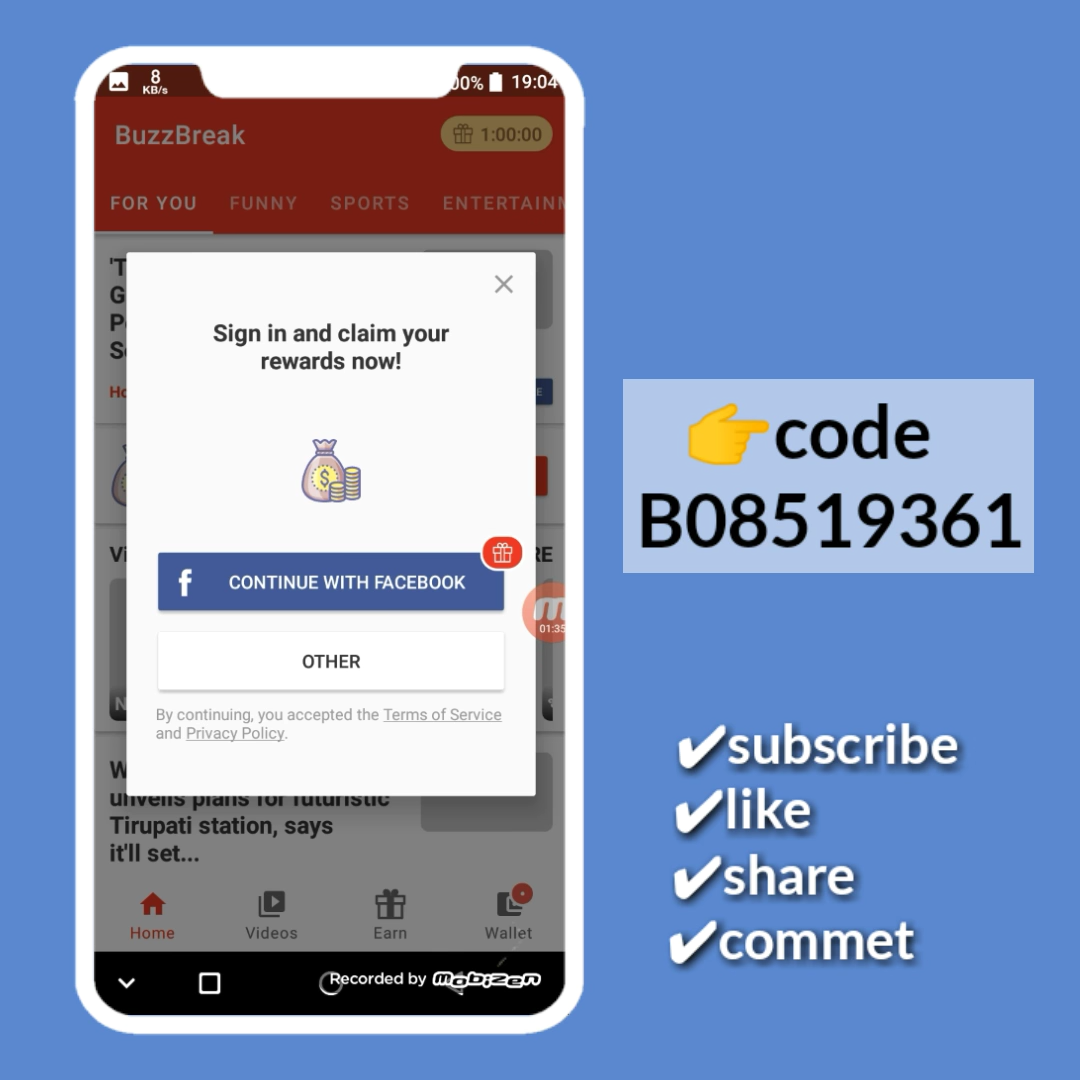 8
KB/s
00%
19:04
BuzzBreak
1:00:00
FOR YOU
FUNNY
SPORTS
ENTERTAINM
Sign in and claim your
rewards now!
CONTINUE WITH FACEBOOK
01:35
OTHER
By continuing, you accepted the Terms of Service
and Privacy Policy.
unveils plans for futuristic
Tirupati station, says
it'll set...
Home
Videos
Earn
Wallet
Recorded by Mobizen
👉code
B08519361
✔subscribe
✔like
✔share
✔commet